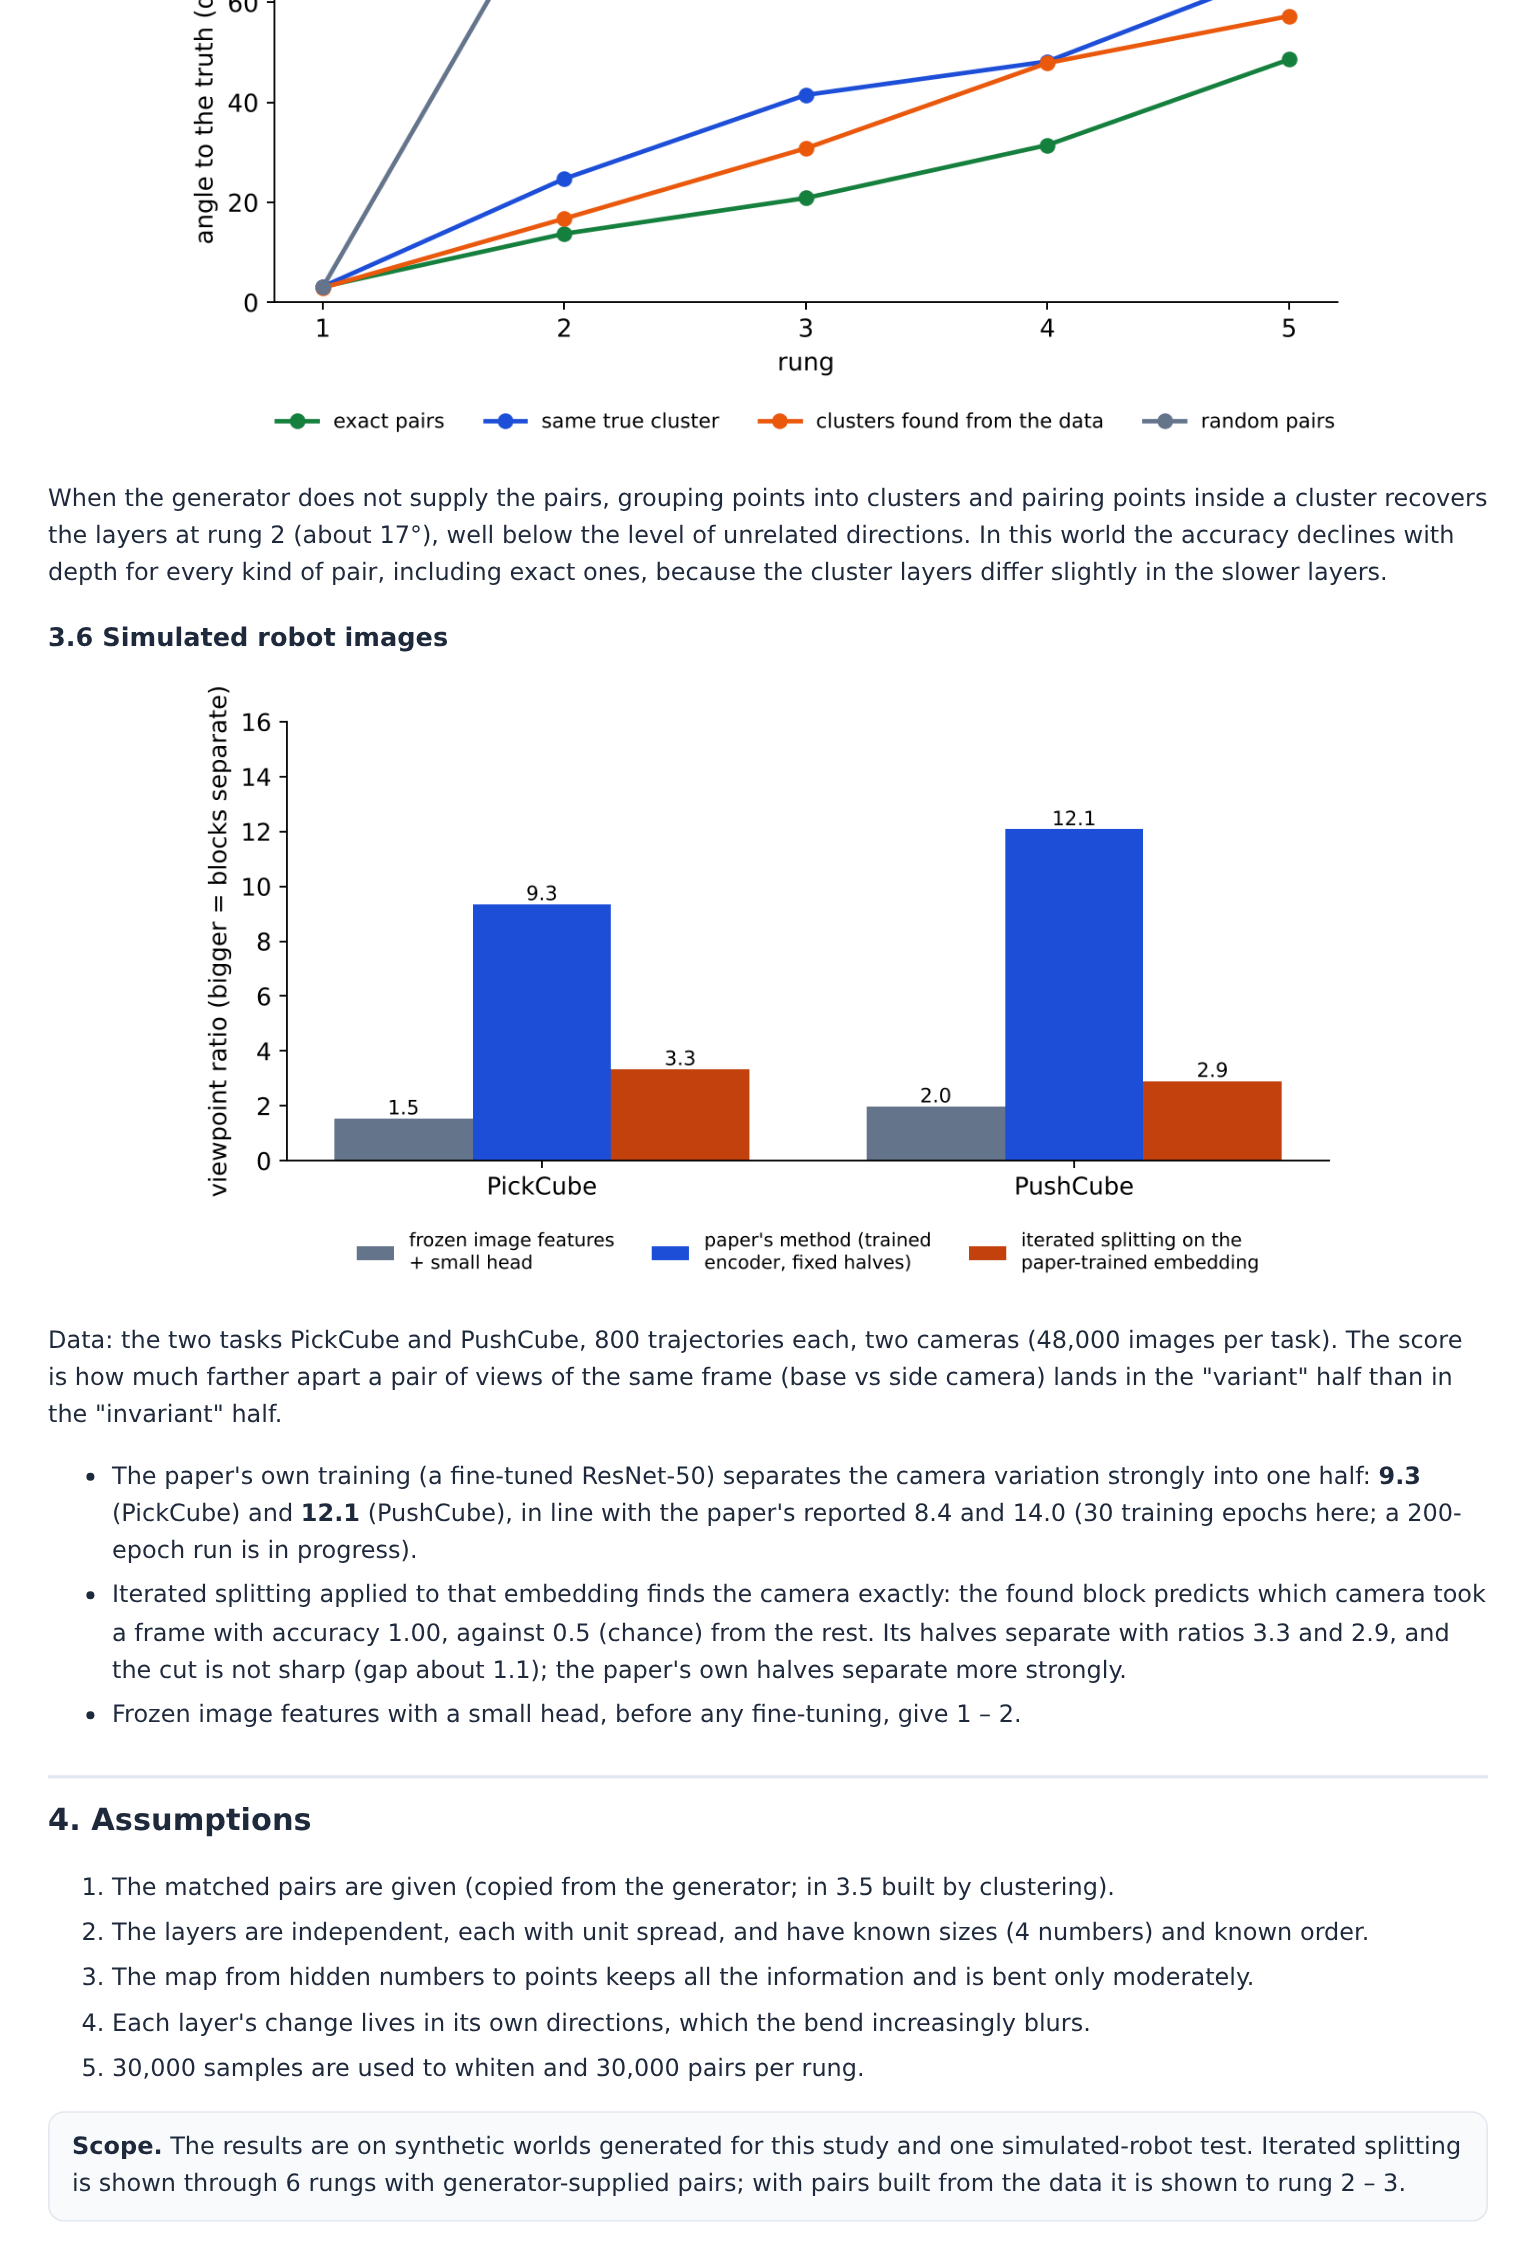 60
40
20
0
angle to the truth (
1 2 3 4 5
rung
exact pairs same true cluster clusters found from the data random pairs
When the generator does not supply the pairs, grouping points into clusters and pairing points inside a cluster recovers
the layers at rung 2 (about 17°), well below the level of unrelated directions. In this world the accuracy declines with
depth for every kind of pair, including exact ones, because the cluster layers differ slightly in the slower layers.
3.6 Simulated robot images
viewpoint ratio (bigger = blocks separate)
16
14
12
10
8
6
4
2
0
1.5 9.3 3.3 2.0 12.1 2.9
PickCube PushCube
frozen image features
+ small head
paper's method (trained
encoder, fixed halves)
iterated splitting on the
paper-trained embedding
Data: the two tasks PickCube and PushCube, 800 trajectories each, two cameras (48,000 images per task). The score
is how much farther apart a pair of views of the same frame (base vs side camera) lands in the "variant" half than in
the "invariant" half.
• The paper's own training (a fine-tuned ResNet-50) separates the camera variation strongly into one half: 9.3
(PickCube) and 12.1 (PushCube), in line with the paper's reported 8.4 and 14.0 (30 training epochs here; a 200-
epoch run is in progress).
• Iterated splitting applied to that embedding finds the camera exactly: the found block predicts which camera took
a frame with accuracy 1.00, against 0.5 (chance) from the rest. Its halves separate with ratios 3.3 and 2.9, and
the cut is not sharp (gap about 1.1); the paper's own halves separate more strongly.
• Frozen image features with a small head, before any fine-tuning, give 1 – 2.
4. Assumptions
1. The matched pairs are given (copied from the generator; in 3.5 built by clustering).
2. The layers are independent, each with unit spread, and have known sizes (4 numbers) and known order.
3. The map from hidden numbers to points keeps all the information and is bent only moderately.
4. Each layer's change lives in its own directions, which the bend increasingly blurs.
5. 30,000 samples are used to whiten and 30,000 pairs per rung.
Scope. The results are on synthetic worlds generated for this study and one simulated-robot test. Iterated splitting
is shown through 6 rungs with generator-supplied pairs; with pairs built from the data it is shown to rung 2 – 3.